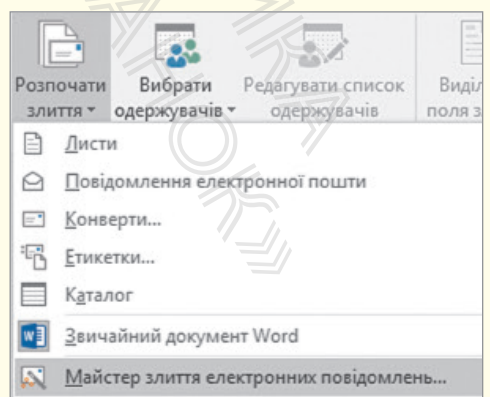 Розпочати злиття
Вибрати одержувачів
Редагувати список одержувачів
поля
Листи
Повідомлення електронної пошти
Конверти...
Етикетки...
Каталог
Звичайний документ Word
Майстер злиття електронних повідомлень...